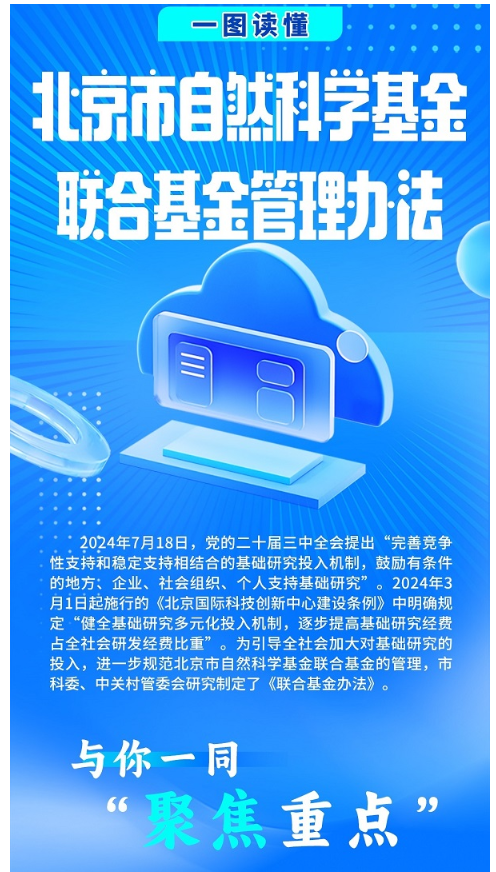 一图读懂
北京市自然科学基金
联合基金管理办法
2024年7月18日，党的二十届三中全会提出“完善竞争
性支持和稳定支持相结合的基础研究投入机制，鼓励有条件
的地方、企业、社会组织、个人支持基础研究”。2024年3
月1日起施行的《北京国际科技创新中心建设条例》中明确规
定“健全基础研究多元化投入机制，逐步提高基础研究经费
占全社会研发经费比重”。为引导全社会加大对基础研究的
投入，进一步规范北京市自然科学基金联合基金的管理，市
科委、中关村管委会研究制定了《联合基金办法》。
与你一同
“聚焦重点”